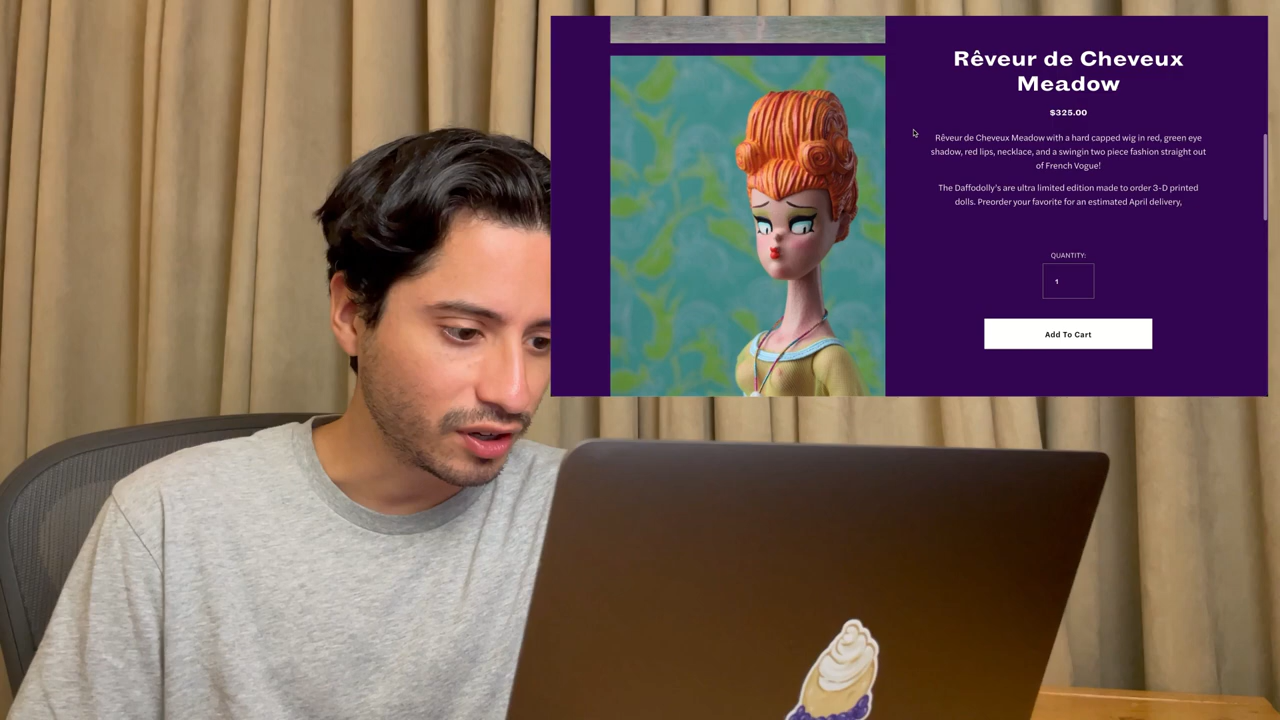 Rêveur de Cheveux
Meadow
$325.00
Rêveur de Cheveux Meadow with a hard capped wig in red, green eye
shadow, red lips, necklace, and a swingin two piece fashion straight out
of French Vogue!
The Daffodolly's are ultra limited edition made to order 3-D printed
dolls. Preorder your favorite for an estimated April delivery,
QUANTITY:
1
Add To Cart